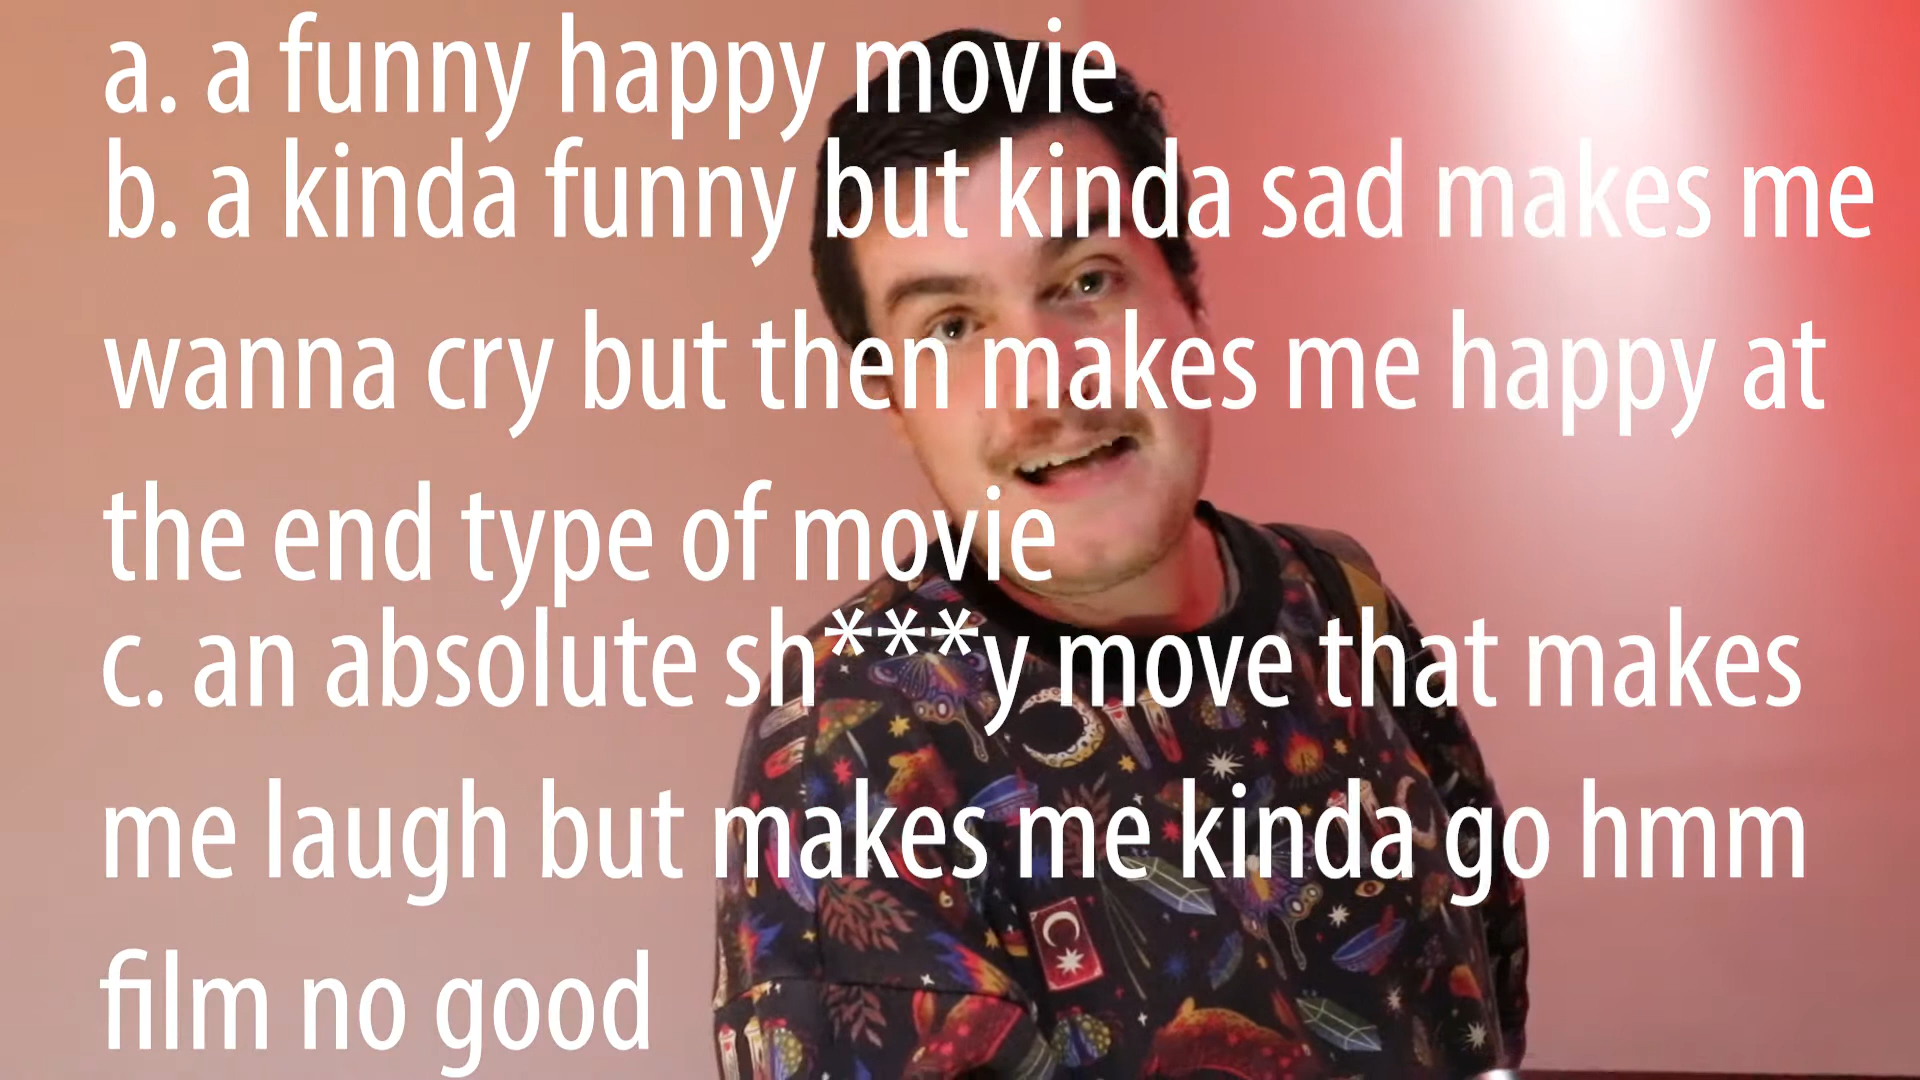 a. a funny happy movie
b. a kinda funny but kinda sad makes me
wanna cry but then makes me happy at
the end type of movie
c. an absolute sh***y move that makes
me laugh but makes me kinda go hmm
film no good